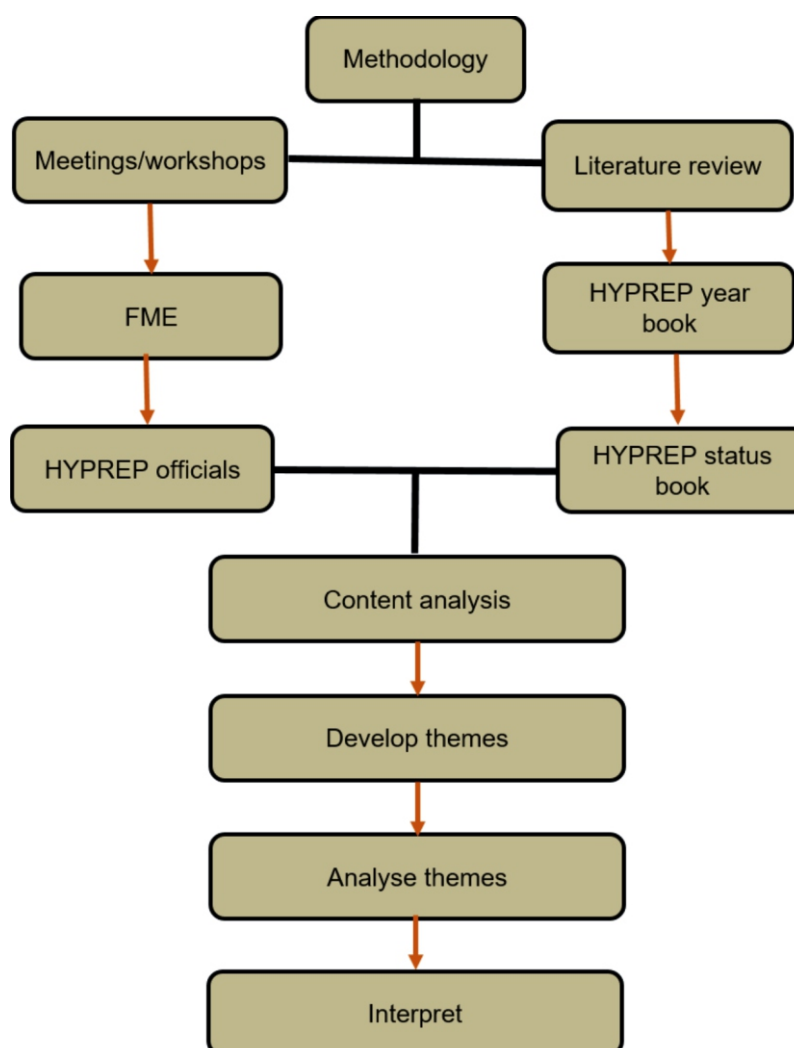 Methodology
Meetings/workshops
Literature review
FME
HYPREP year
book
HYPREP officials
HYPREP status
book
Content analysis
Develop themes
Analyse themes
Interpret